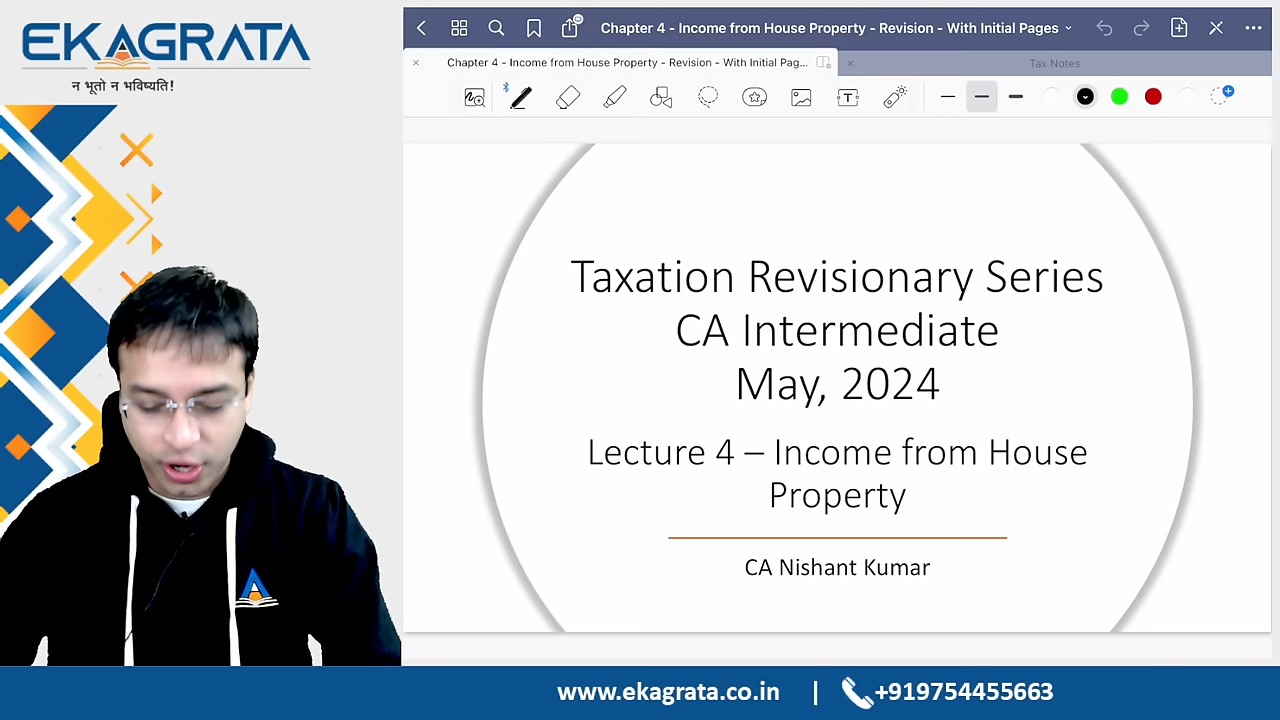 EKAGRATA
न भूतो न भविष्यति!
Chapter 4 - Income from House Property - Revision - With Initial Pages
Chapter 4 - Income from House Property - Revision - With Initial Pag...
Tax Notes
T
Taxation Revisionary Series
CA Intermediate
May, 2024
Lecture 4 – Income from House
Property
CA Nishant Kumar
www.ekagrata.co.in | +919754455663